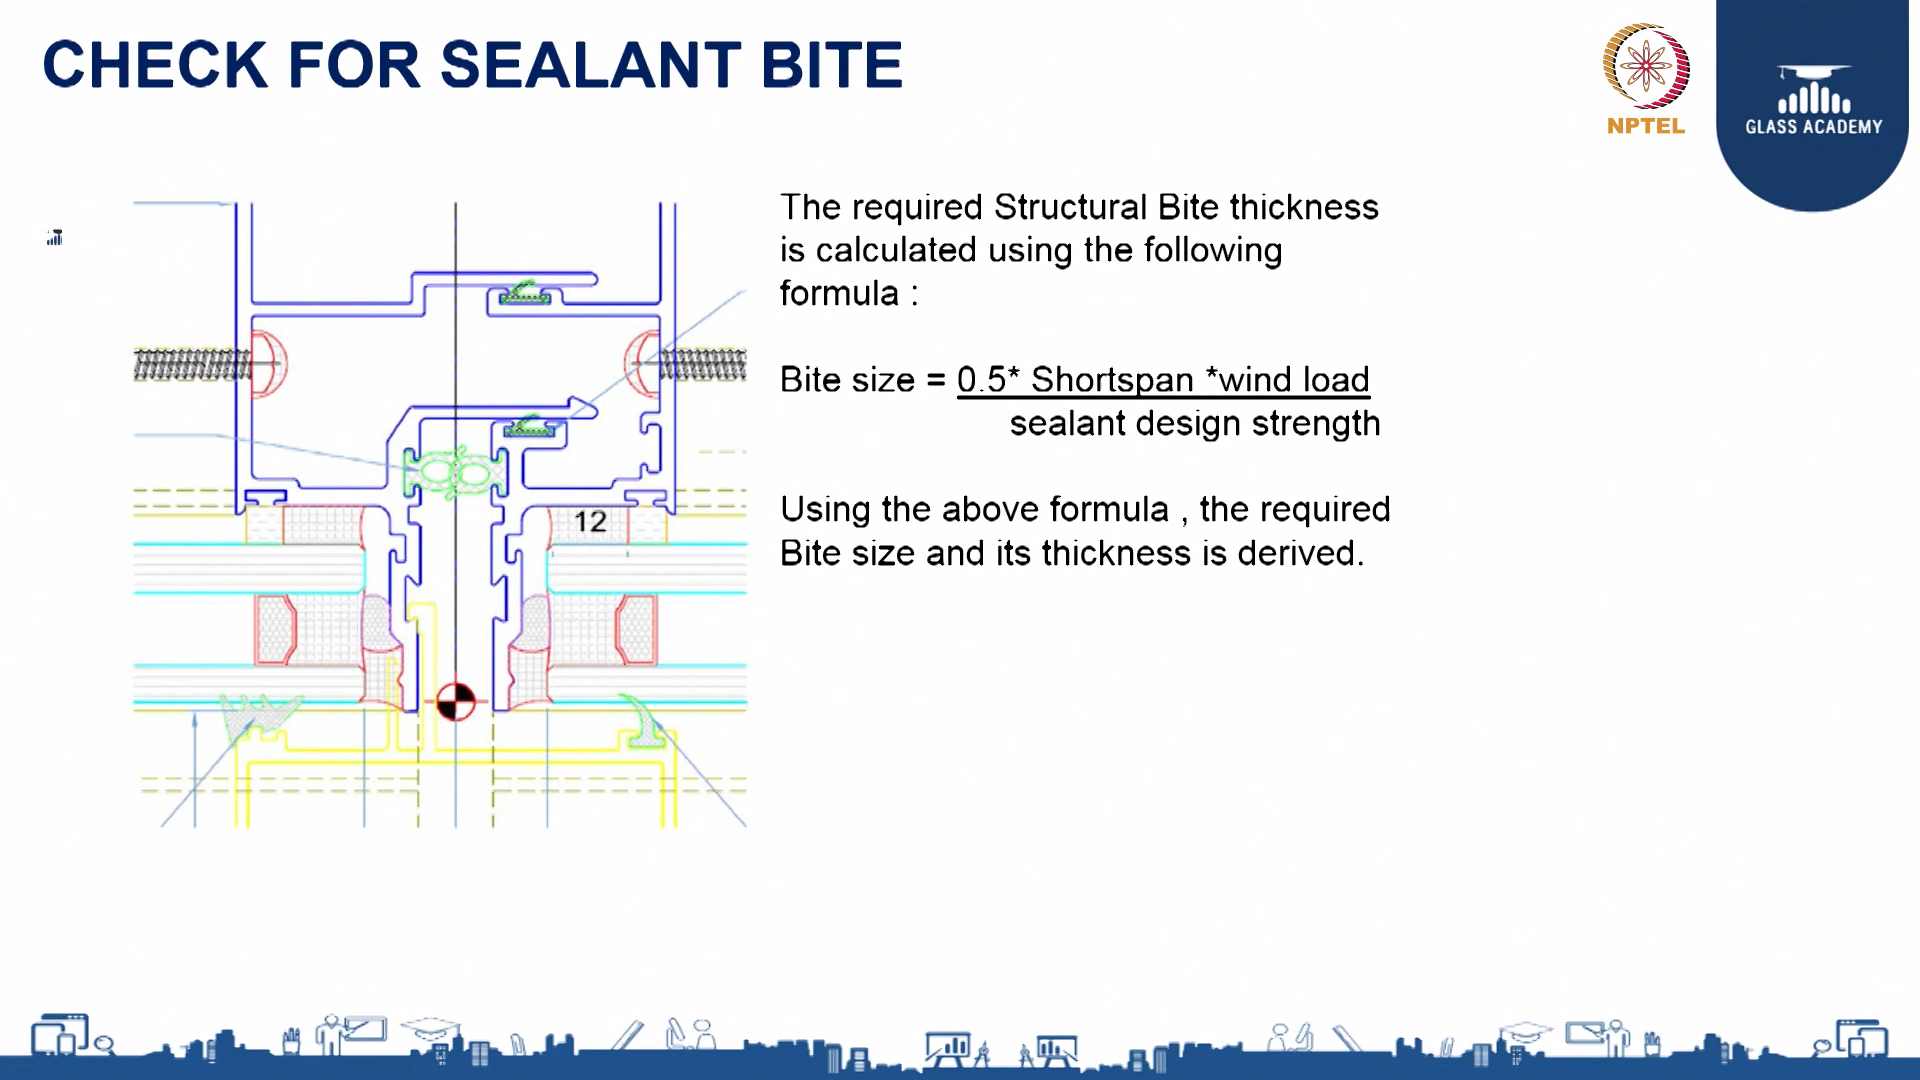 CHECK FOR SEALANT BITE
NPTEL
GLASS ACADEMY
The required Structural Bite thickness
is calculated using the following
formula :
Bite size = 0.5* Shortspan *wind load
sealant design strength
Using the above formula , the required
Bite size and its thickness is derived.
12